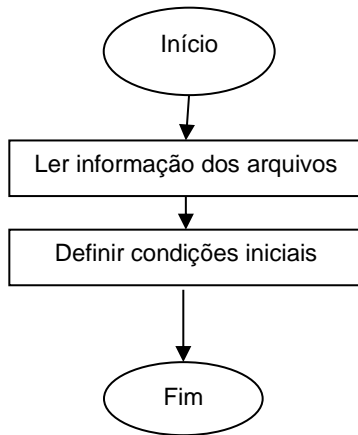 Início
Ler informação dos arquivos
Definir condições iniciais
Fim